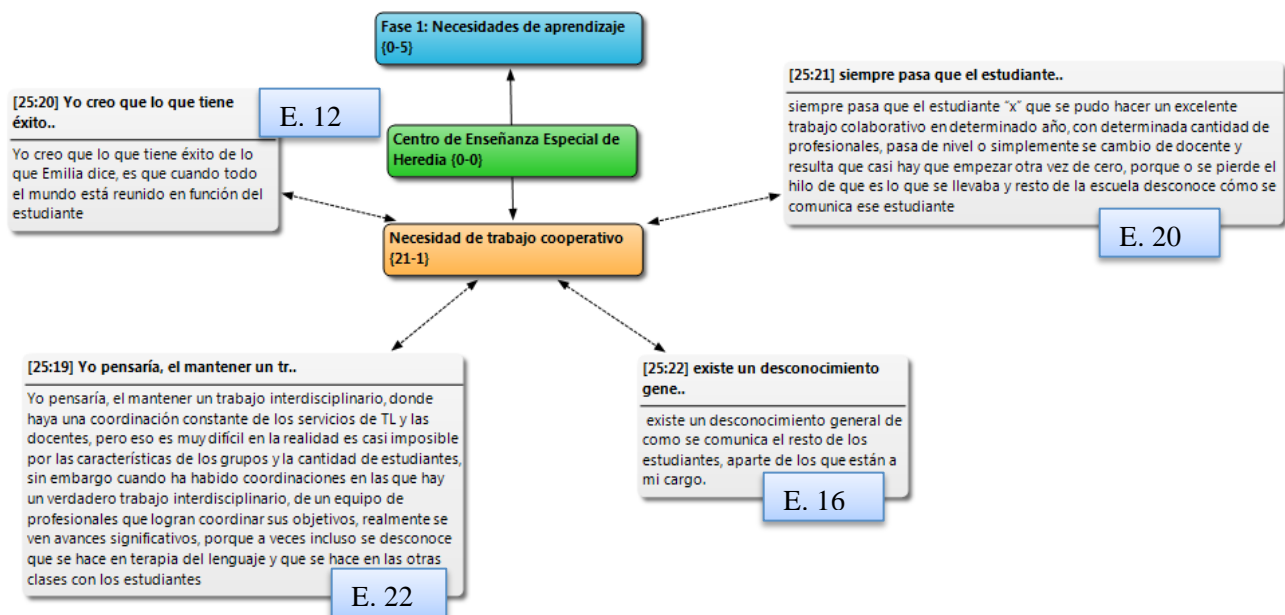 Fase 1: Necesidades de aprendizaje
{0-5}
[25:20] Yo creo que lo que tiene
éxito..
Yo creo que lo que tiene éxito de lo
que Emilia dice, es que cuando todo
el mundo está reunido en función del
estudiante
E. 12
Centro de Enseñanza Especial de
Heredia {0-0}
[25:21] siempre pasa que el estudiante..
siempre pasa que el estudiante “x” que se pudo hacer un excelente
trabajo colaborativo en determinado año, con determinada cantidad de
profesionales, pasa de nivel o simplemente se cambio de docente y
resulta que casi hay que empezar otra vez de cero, porque o se pierde el
hilo de que es lo que se llevaba y resto de la escuela desconoce cómo se
comunica ese estudiante
E. 20
Necesidad de trabajo cooperativo
{21-1}
[25:19] Yo pensaría, el mantener un tr..
Yo pensaría, el mantener un trabajo interdisciplinario, donde
haya una coordinación constante de los servicios de TL y las
docentes, pero eso es muy difícil en la realidad es casi imposible
por las características de los grupos y la cantidad de estudiantes,
sin embargo cuando ha habido coordinaciones en las que hay
un verdadero trabajo interdisciplinario, de un equipo de
profesionales que logran coordinar sus objetivos, realmente se
ven avances significativos, porque a veces incluso se desconoce
que se hace en terapia del lenguaje y que se hace en las otras
clases con los estudiantes
E. 22
[25:22] existe un desconocimiento
gene..
existe un desconocimiento general de
como se comunica el resto de los
estudiantes, aparte de los que están a
mi cargo.
E. 16